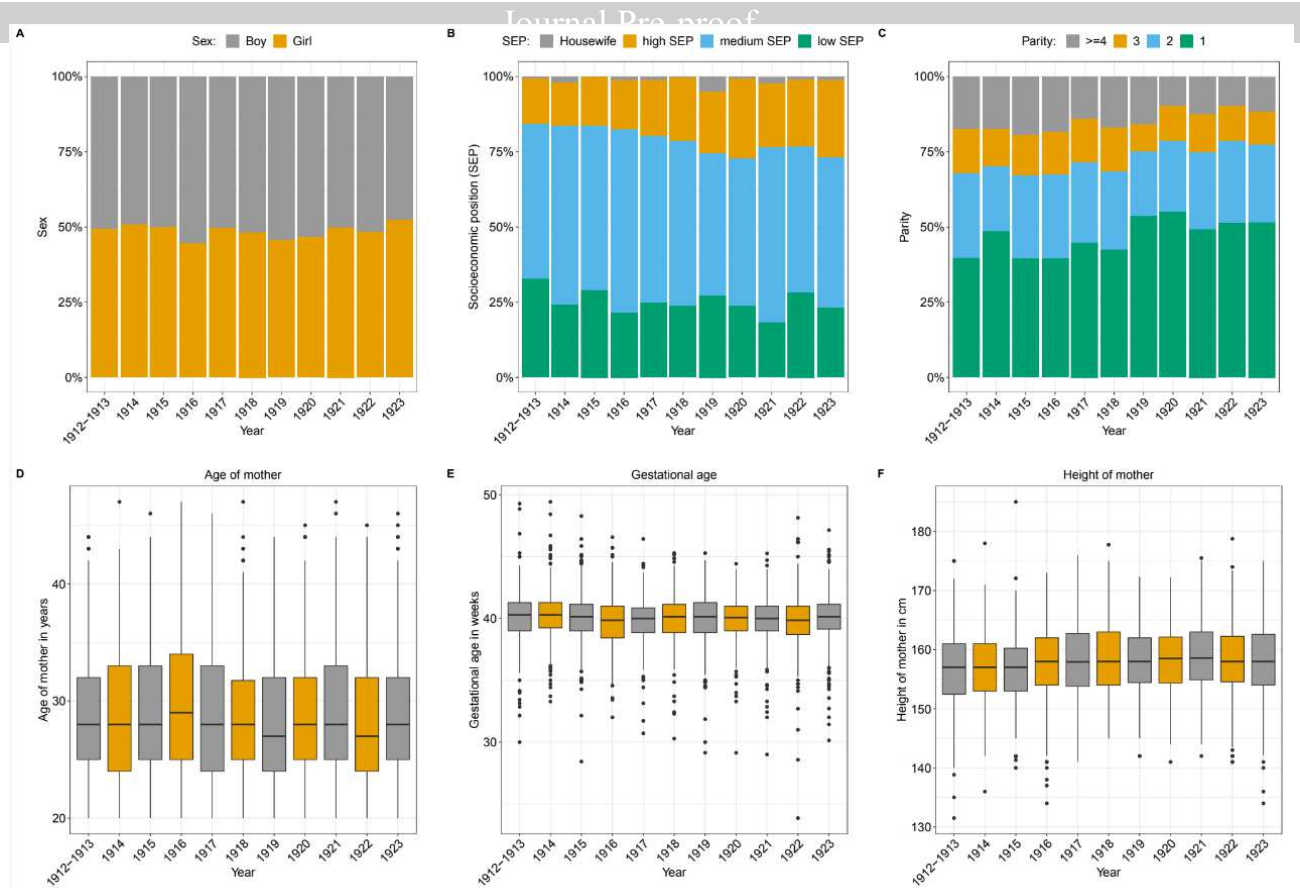 Journal Pre-proof
A
Sex: Boy Girl
Sex
100%
75%
50%
25%
0%
1912–1913 1914 1915 1916 1917 1918 1919 1920 1921 1922 1923
Year
B
SEP: Housewife high SEP medium SEP low SEP
Socioeconomic position (SEP)
100%
75%
50%
25%
0%
1912–1913 1914 1915 1916 1917 1918 1919 1920 1921 1922 1923
Year
C
Parity: >=4 3 2 1
Parity
100%
75%
50%
25%
0%
1912–1913 1914 1915 1916 1917 1918 1919 1920 1921 1922 1923
Year
D
Age of mother
Age of mother in years
40
30
20
1912–1913 1914 1915 1916 1917 1918 1919 1920 1921 1922 1923
Year
E
Gestational age
Gestational age in weeks
50
40
30
1912–1913 1914 1915 1916 1917 1918 1919 1920 1921 1922 1923
Year
F
Height of mother
Height of mother in cm
180
170
160
150
140
130
1912–1913 1914 1915 1916 1917 1918 1919 1920 1921 1922 1923
Year